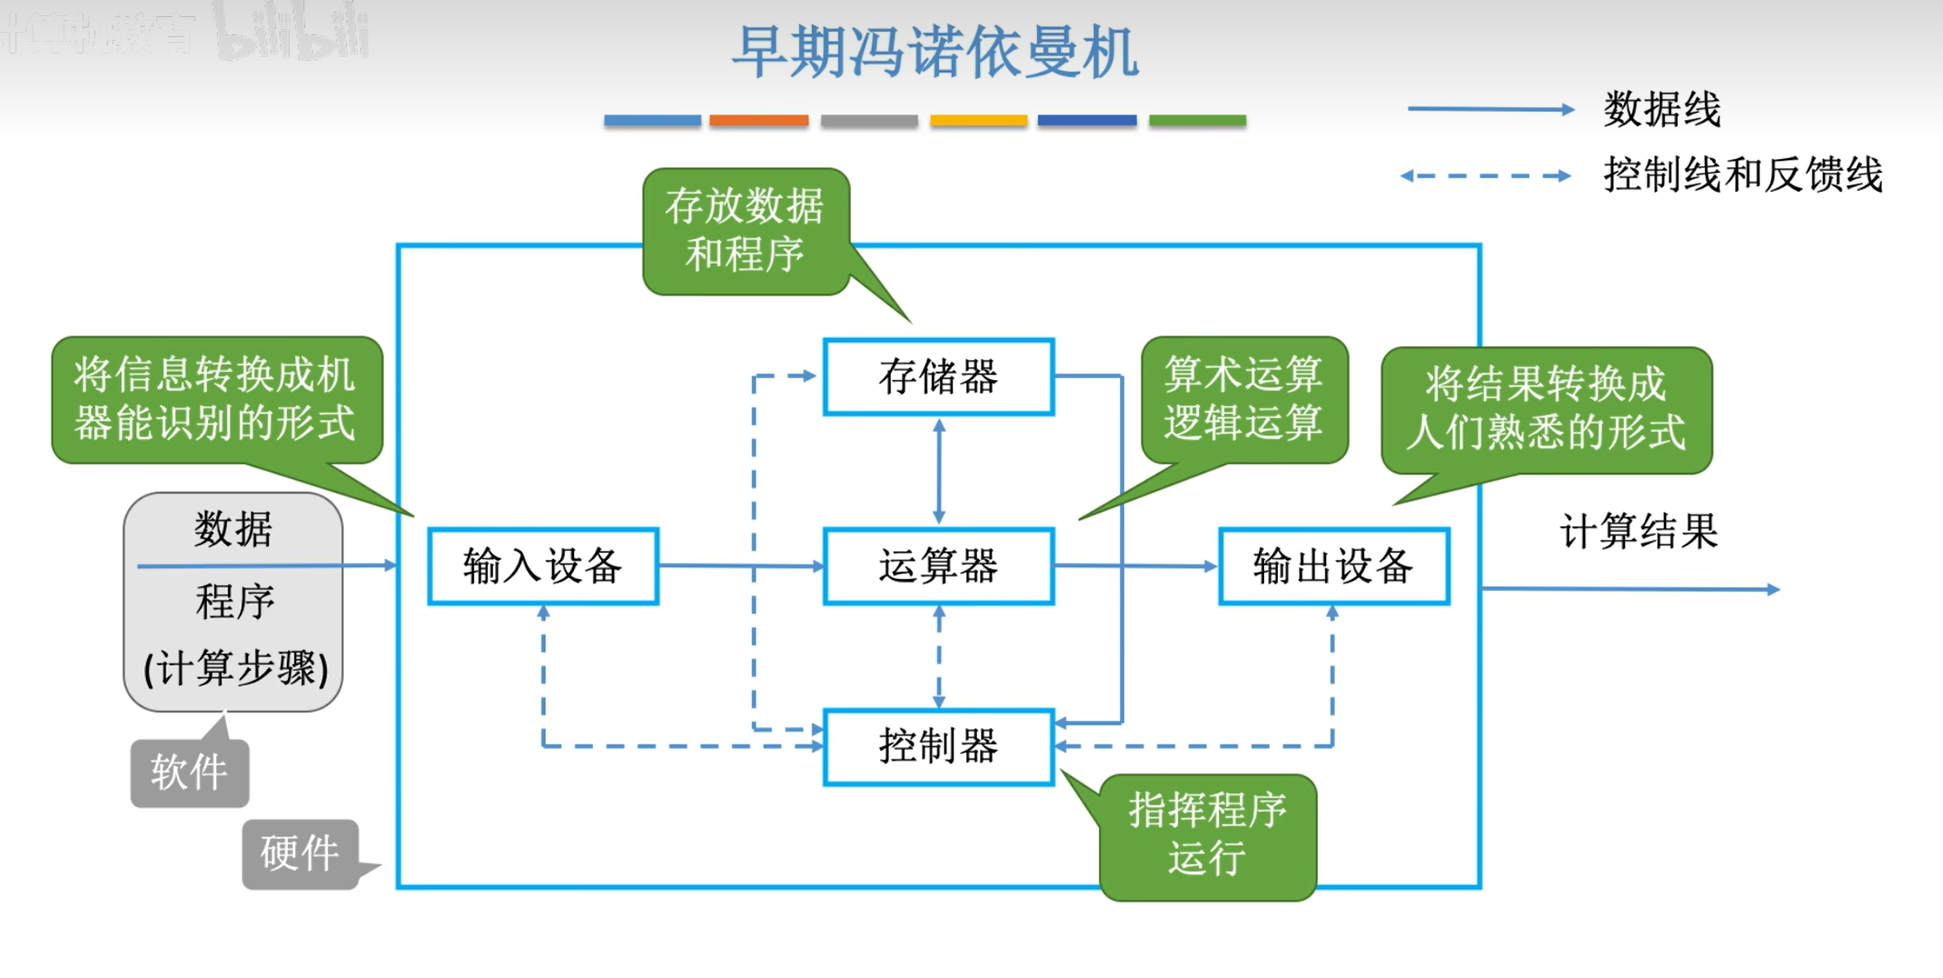 计算机教育 bilibili
早期冯诺依曼机
数据线
控制线和反馈线
存放数据
和程序
将信息转换成机
器能识别的形式
存储器
算术运算
逻辑运算
将结果转换成
人们熟悉的形式
数据
程序
(计算步骤)
输入设备
运算器
输出设备
计算结果
控制器
软件
硬件
指挥程序
运行